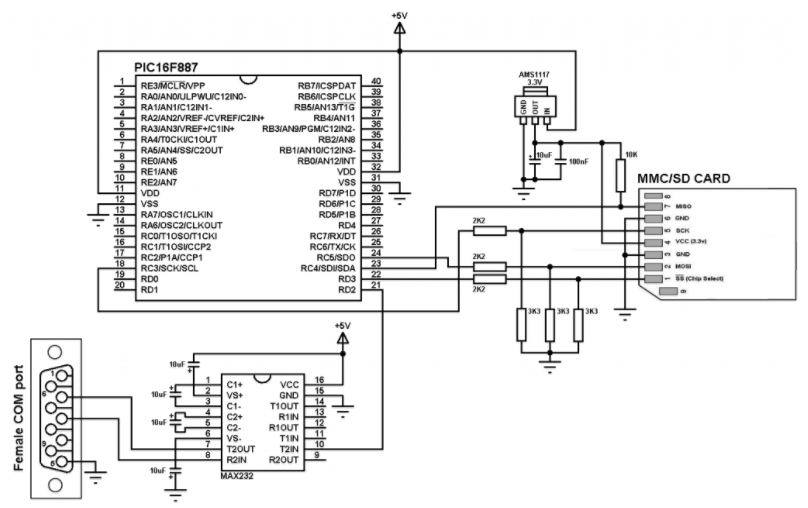 +5V
PIC16F887
1 RE3/MCLR/VPP RB7/ICSPDAT 40
2 RA0/AN0/ULPWU/C12IN0- RB6/ICSPCLK 39
3 RA1/AN1/C12IN1- RB5/AN13/T1G 38
4 RA2/AN2/VREF-/CVREF/C2IN+ RB4/AN11 37
5 RA3/AN3/VREF+/C1IN+ RB3/AN9/PGM/C12IN2- 36
6 RA4/T0CKI/C1OUT RB2/AN8 35
7 RA5/AN4/SS/C2OUT RB1/AN10/C12IN3- 34
8 RE0/AN5 RB0/AN12/INT 33
9 RE1/AN6 VDD 32
10 RE2/AN7 VSS 31
11 VDD RD7/P1D 30
12 VSS RD6/P1C 29
13 RA7/OSC1/CLKIN RD5/P1B 28
14 RA6/OSC2/CLKOUT RD4 27
15 RC0/T1OSO/T1CKI RC7/RX/DT 26
16 RC1/T1OSI/CCP2 RC6/TX/CK 25
17 RC2/P1A/CCP1 RC5/SDO 24
18 RC3/SCK/SCL RC4/SDI/SDA 23
19 RD0 RD3 22
20 RD1 RD2 21
AMS1117
3.3V
GND OUT IN
10uF
100nF
10K
MMC/SD CARD
8
7 MISO
6 GND
5 SCK
4 VCC (3.3v)
3 GND
2 MOSI
1 SS (Chip Select)
9
2K2
2K2
2K2
3K3
3K3
3K3
+5V
10uF
10uF
10uF
10uF
1 C1+ VCC 16
2 VS+ GND 15
3 C1- T1OUT 14
4 C2+ R1IN 13
5 C2- R1OUT 12
6 VS- T1IN 11
7 T2OUT T2IN 10
8 R2IN R2OUT 9
MAX232
Female COM port
1
6
9
5